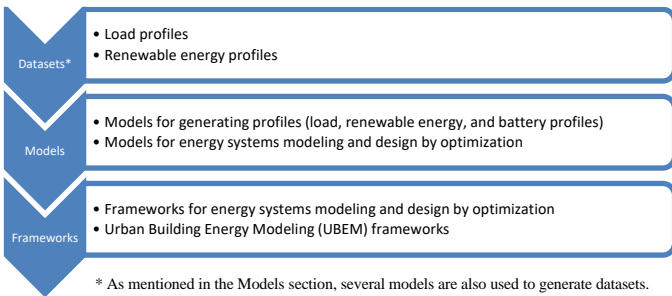 Datasets*
• Load profiles
• Renewable energy profiles
Models
• Models for generating profiles (load, renewable energy, and battery profiles)
• Models for energy systems modeling and design by optimization
Frameworks
• Frameworks for energy systems modeling and design by optimization
• Urban Building Energy Modeling (UBEM) frameworks
* As mentioned in the Models section, several models are also used to generate datasets.